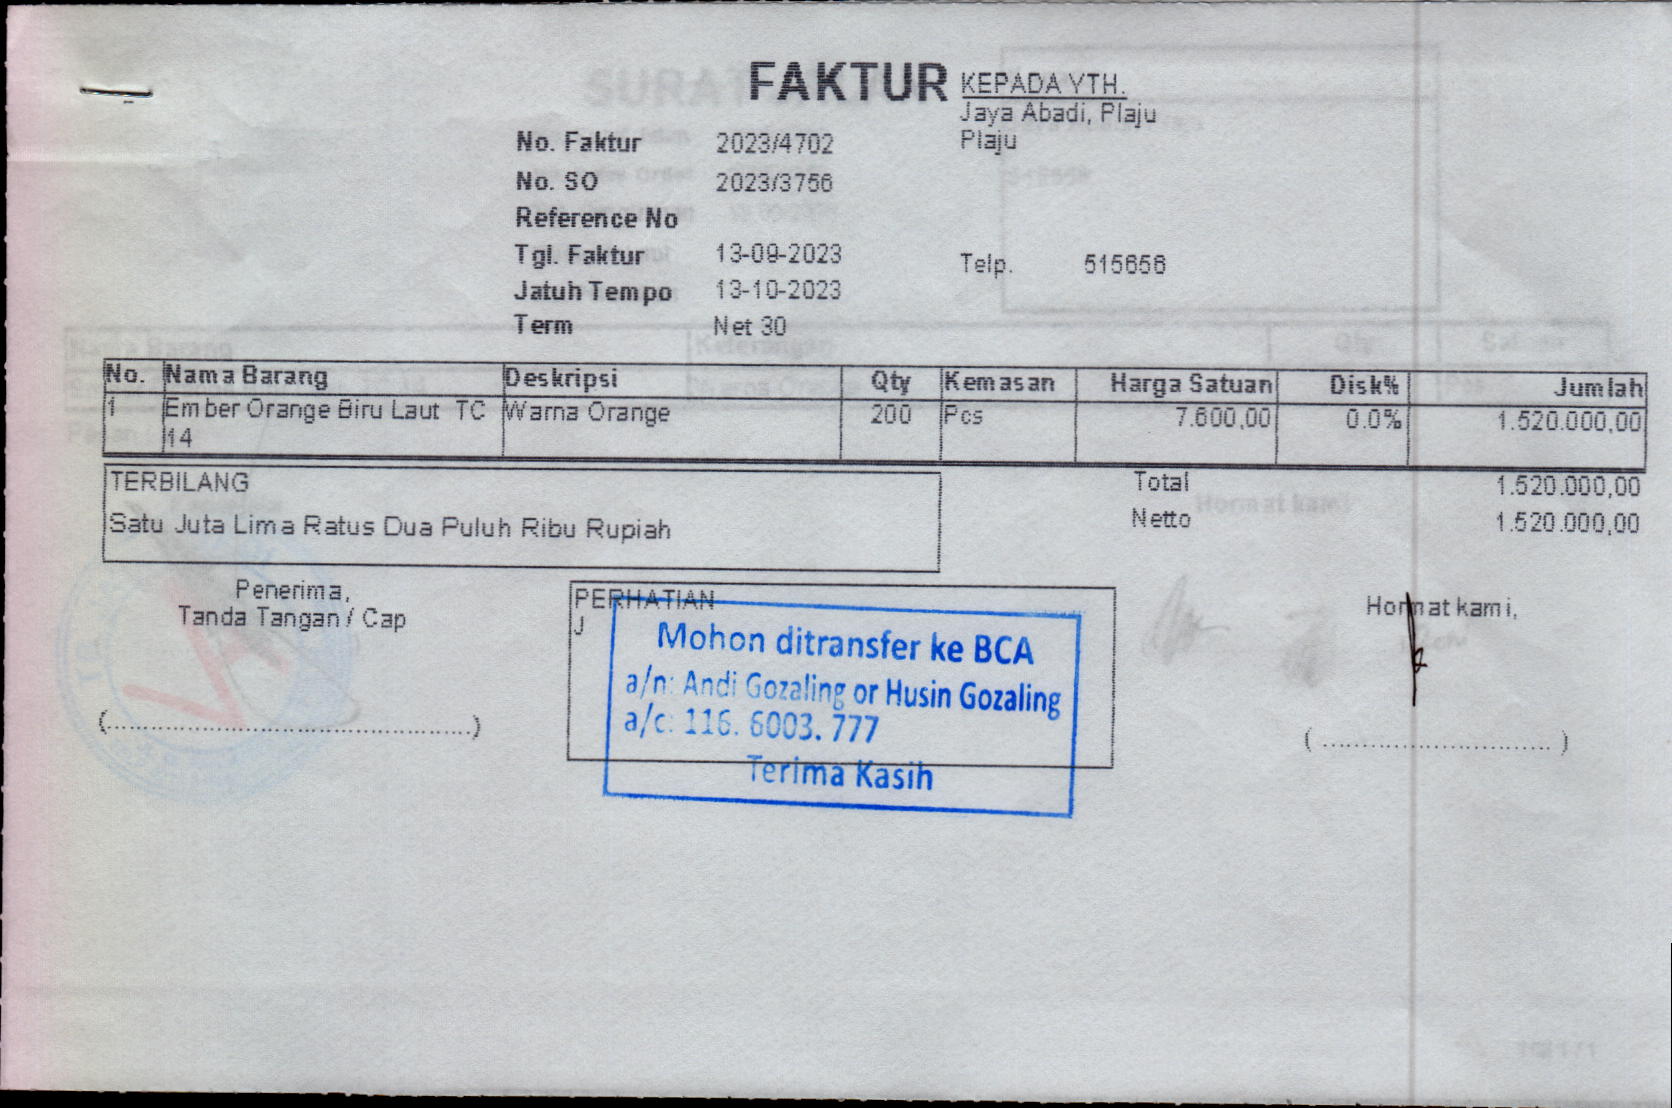 FAKTUR
KEPADA YTH.
Jaya Abadi, Plaju
Plaju
No. Faktur 2023/4702
No. SO 2023/3756
Reference No
Tgl. Faktur 13-09-2023
Telp. 515656
Jatuh Tempo 13-10-2023
Term Net 30
No. Nama Barang Deskripsi Qty Kemasan Harga Satuan Disk% Jumlah
1 Ember Orange Biru Laut TC Warna Orange 200 Pcs 7.600,00 0.0% 1.520.000,00
14
TERBILANG
Satu Juta Lima Ratus Dua Puluh Ribu Rupiah
Total 1.520.000,00
Netto 1.520.000,00
Penerima,
Tanda Tangan / Cap
(.................................................)
PERHATIAN
J
Mohon ditransfer ke BCA
a/n: Andi Gozaling or Husin Gozaling
a/c: 116. 6003. 777
Terima Kasih
Hormat kami,
( ............................... )